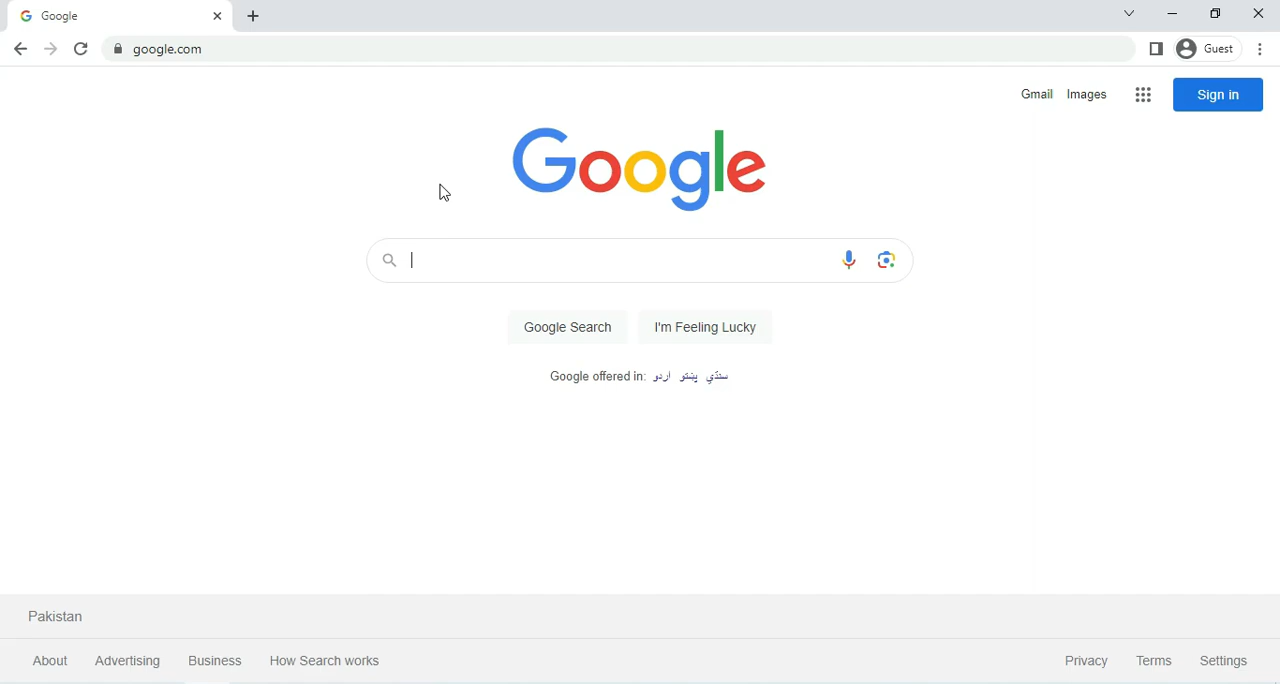 Google
google.com
Guest
Gmail Images Sign in
Google
Google Search I'm Feeling Lucky
Google offered in: اردو پښتو سنڌي
Pakistan
About Advertising Business How Search works Privacy Terms Settings